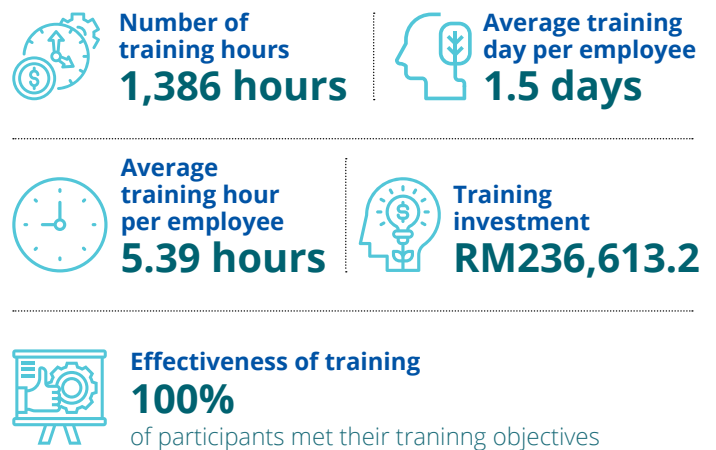 Number of
training hours
1,386 hours
Average training
day per employee
1.5 days
Average
training hour
per employee
5.39 hours
Training
investment
RM236,613.2
Effectiveness of training
100%
of participants met their traninng objectives